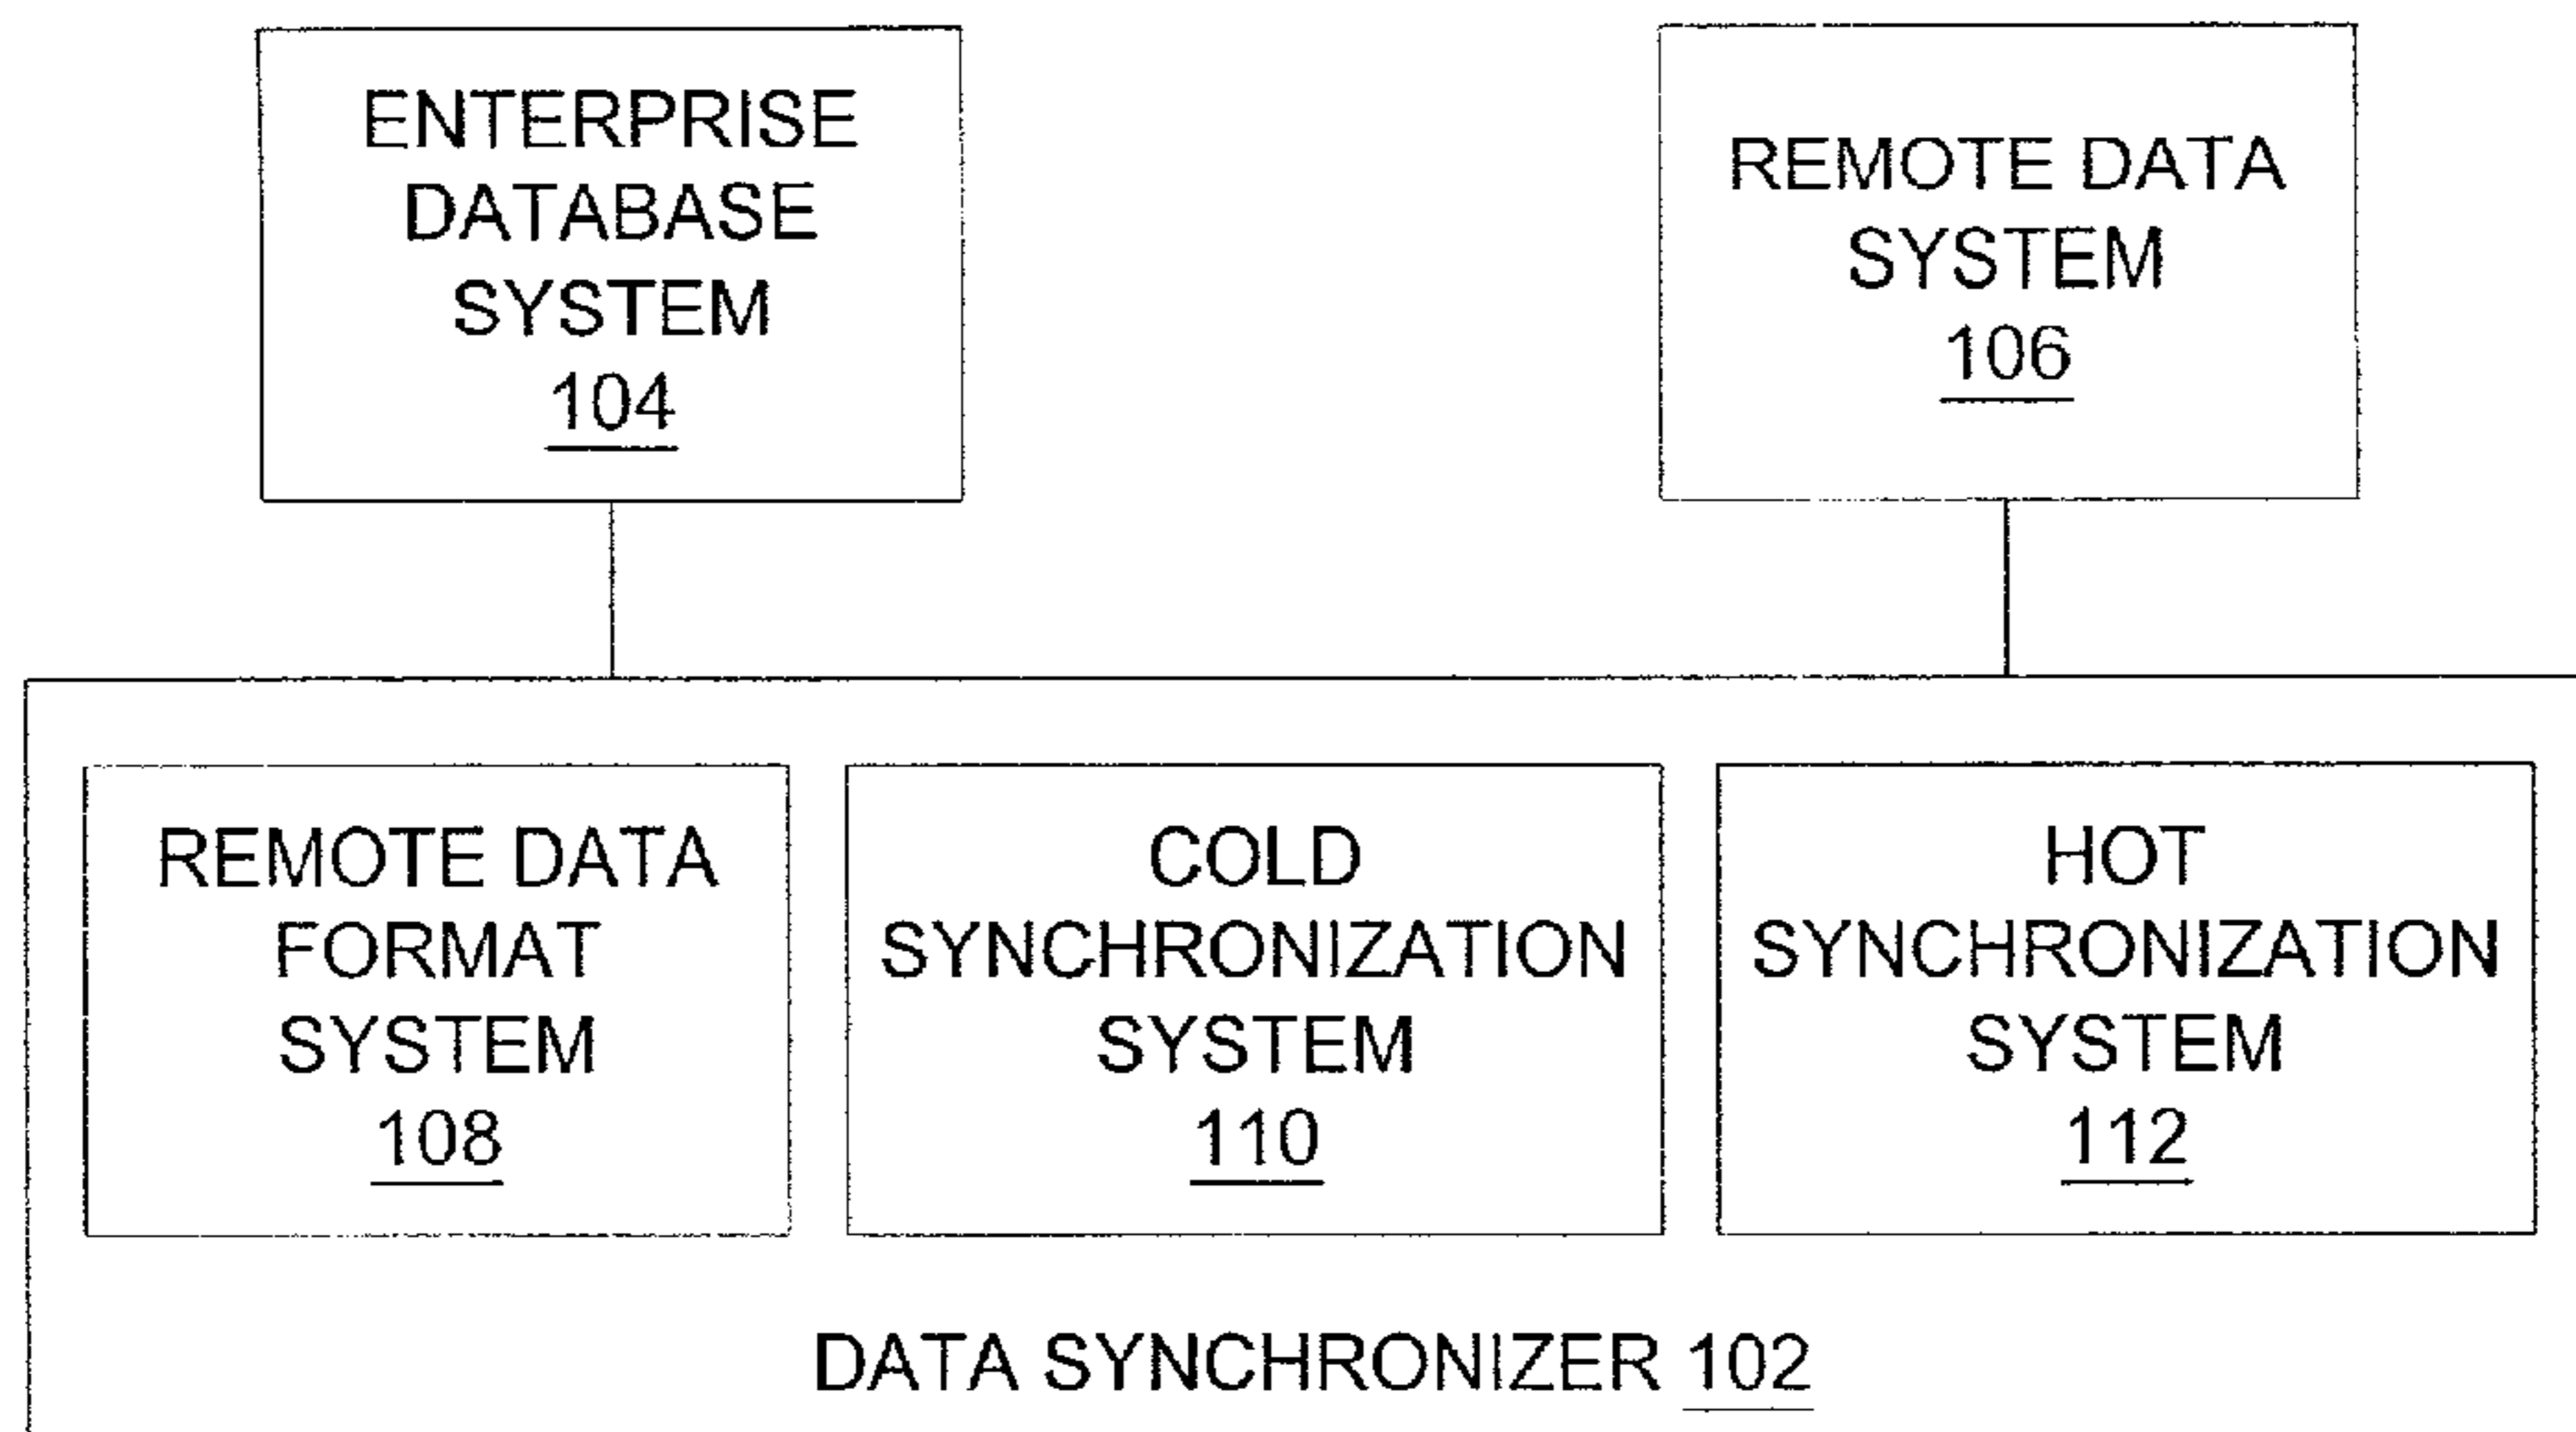 ENTERPRISE
DATABASE
SYSTEM
104
REMOTE DATA
SYSTEM
106
REMOTE DATA
FORMAT
SYSTEM
108
COLD
SYNCHRONIZATION
SYSTEM
110
HOT
SYNCHRONIZATION
SYSTEM
112
DATA SYNCHRONIZER 102